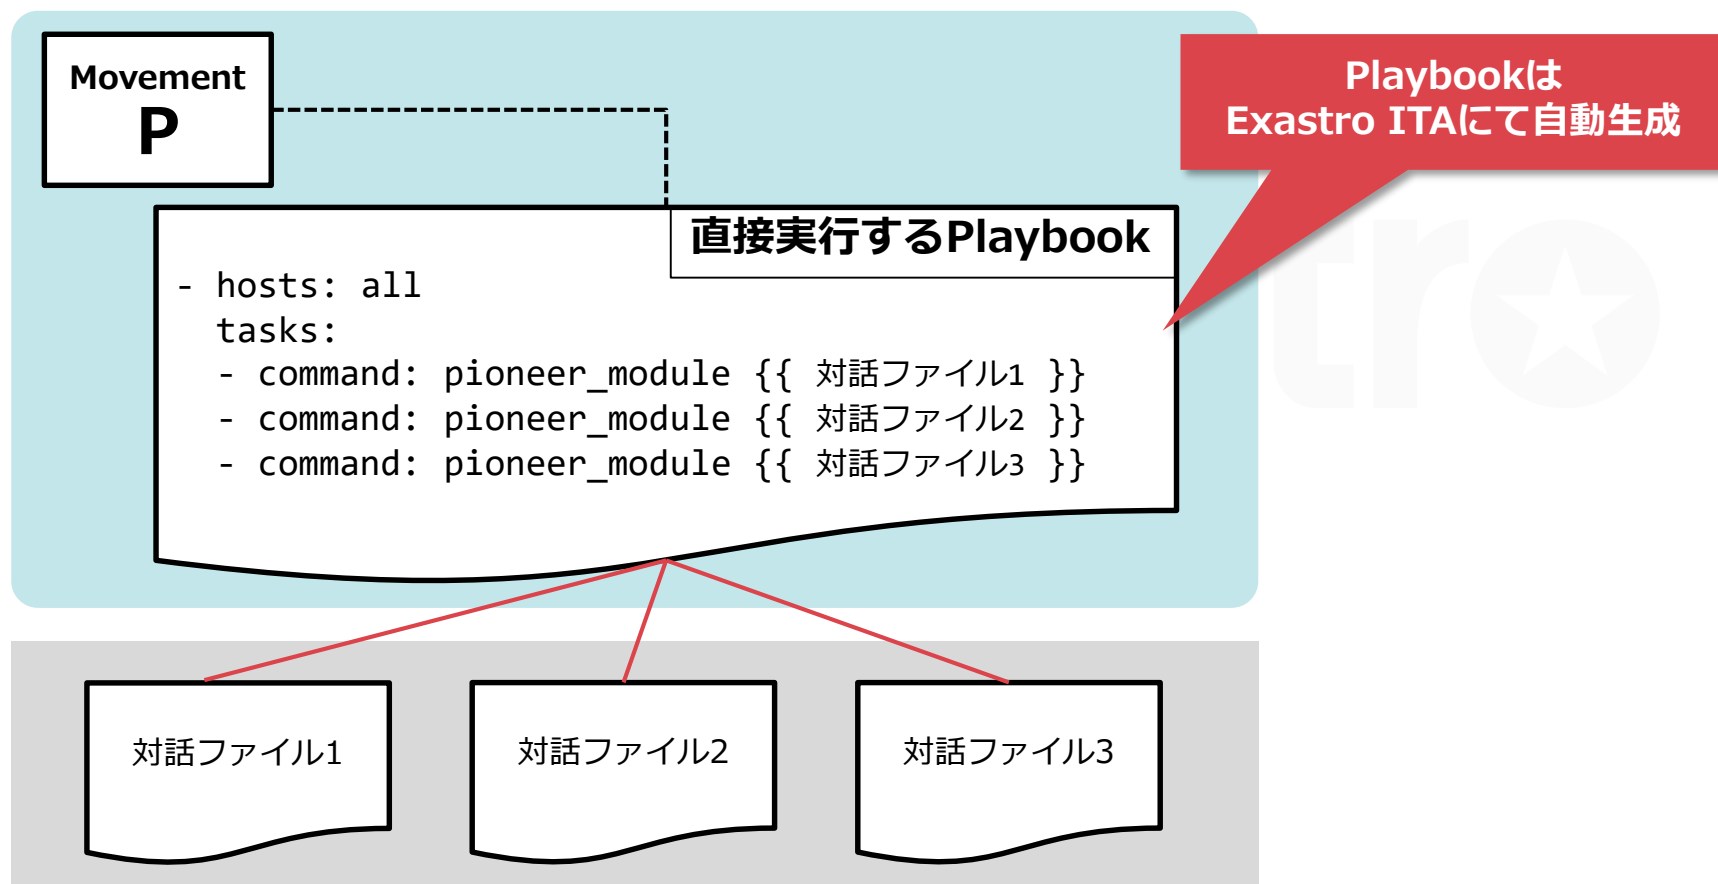 Movement
P
Playbookは
Exastro ITAにて自動生成
直接実行するPlaybook
- hosts: all
  tasks:
  - command: pioneer_module {{ 対話ファイル1 }}
  - command: pioneer_module {{ 対話ファイル2 }}
  - command: pioneer_module {{ 対話ファイル3 }}
tr
対話ファイル1
対話ファイル2
対話ファイル3